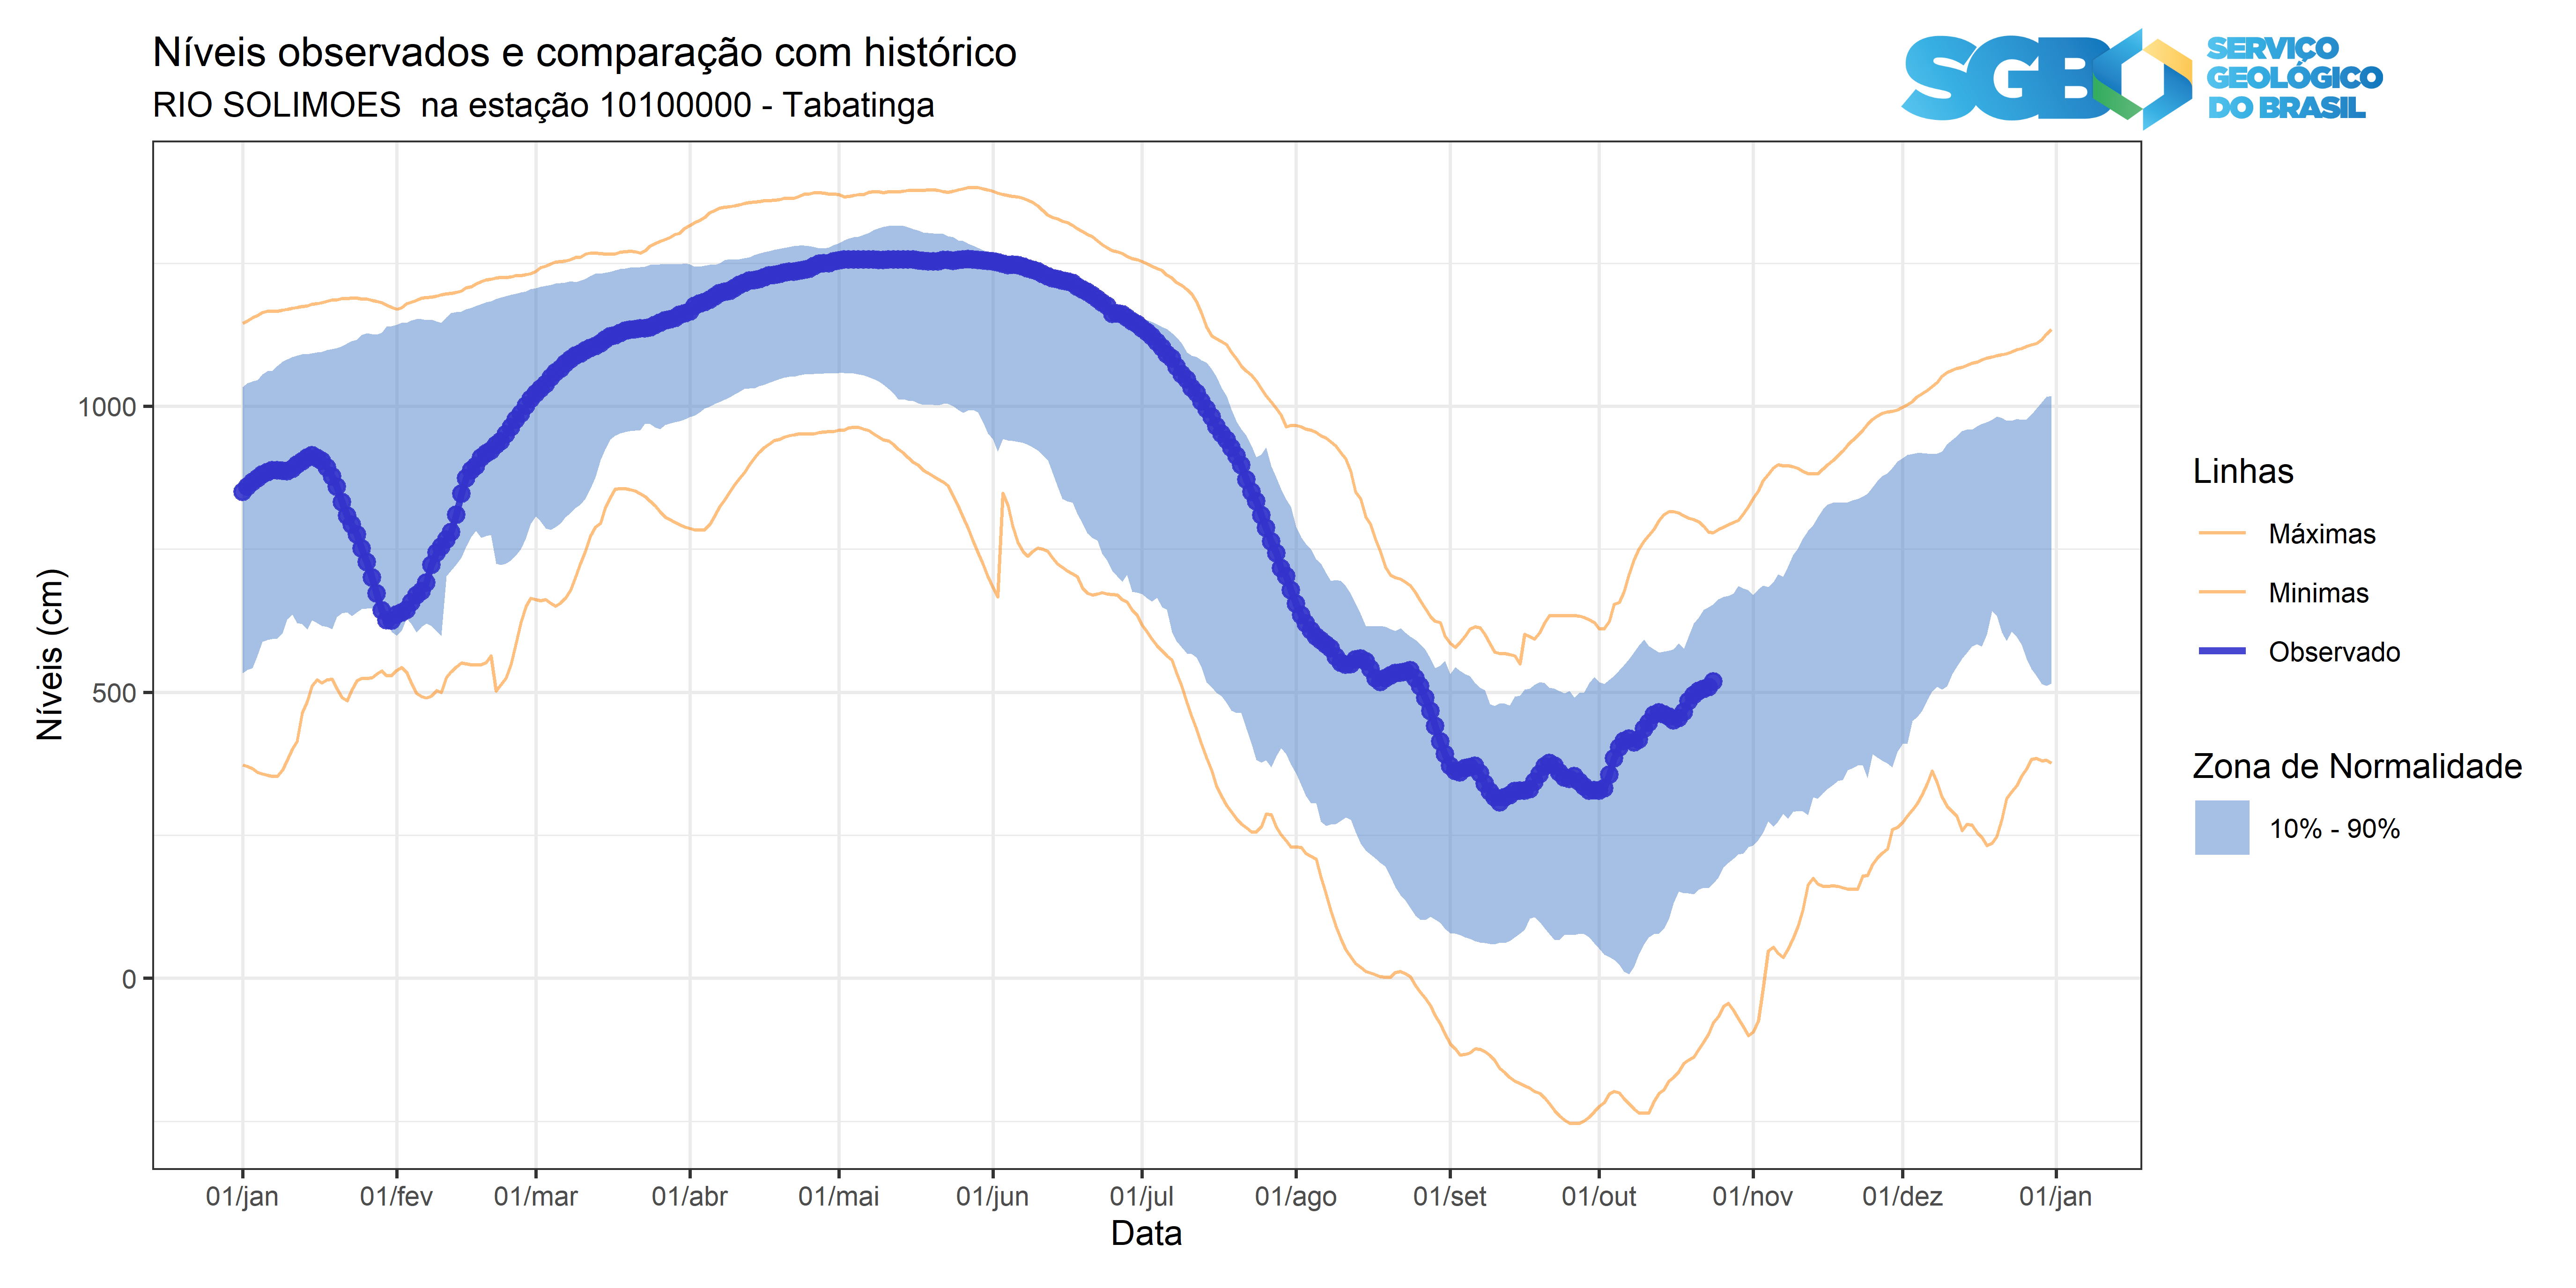 Níveis observados e comparação com histórico
RIO SOLIMOES  na estação 10100000 - Tabatinga
SGB
SERVIÇO
GEOLÓGICO
DO BRASIL
Níveis (cm)
1000
500
0
01/jan
01/fev
01/mar
01/abr
01/mai
01/jun
01/jul
01/ago
01/set
01/out
01/nov
01/dez
01/jan
Data
Linhas
Máximas
Minimas
Observado
Zona de Normalidade
10% - 90%